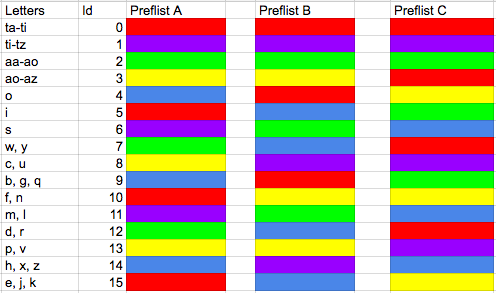 Letters Id Preflist A Preflist B Preflist C
ta-ti 0
ti-tz 1
aa-ao 2
ao-az 3
o 4
i 5
s 6
w, y 7
c, u 8
b, g, q 9
f, n 10
m, l 11
d, r 12
p, v 13
h, x, z 14
e, j, k 15